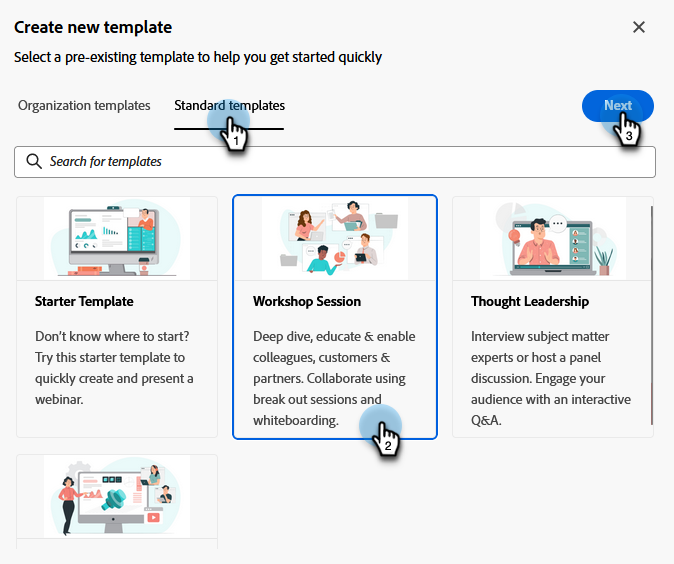 Create new template
Select a pre-existing template to help you get started quickly
Organization templates
Standard templates
Next
1
3
Search for templates
Starter Template
Don't know where to start?
Try this starter template to
quickly create and present a
webinar.
Workshop Session
Deep dive, educate & enable
colleagues, customers &
partners. Collaborate using
break out sessions and
whiteboarding.
2
Thought Leadership
Interview subject matter
experts or host a panel
discussion. Engage your
audience with an interactive
Q&A.